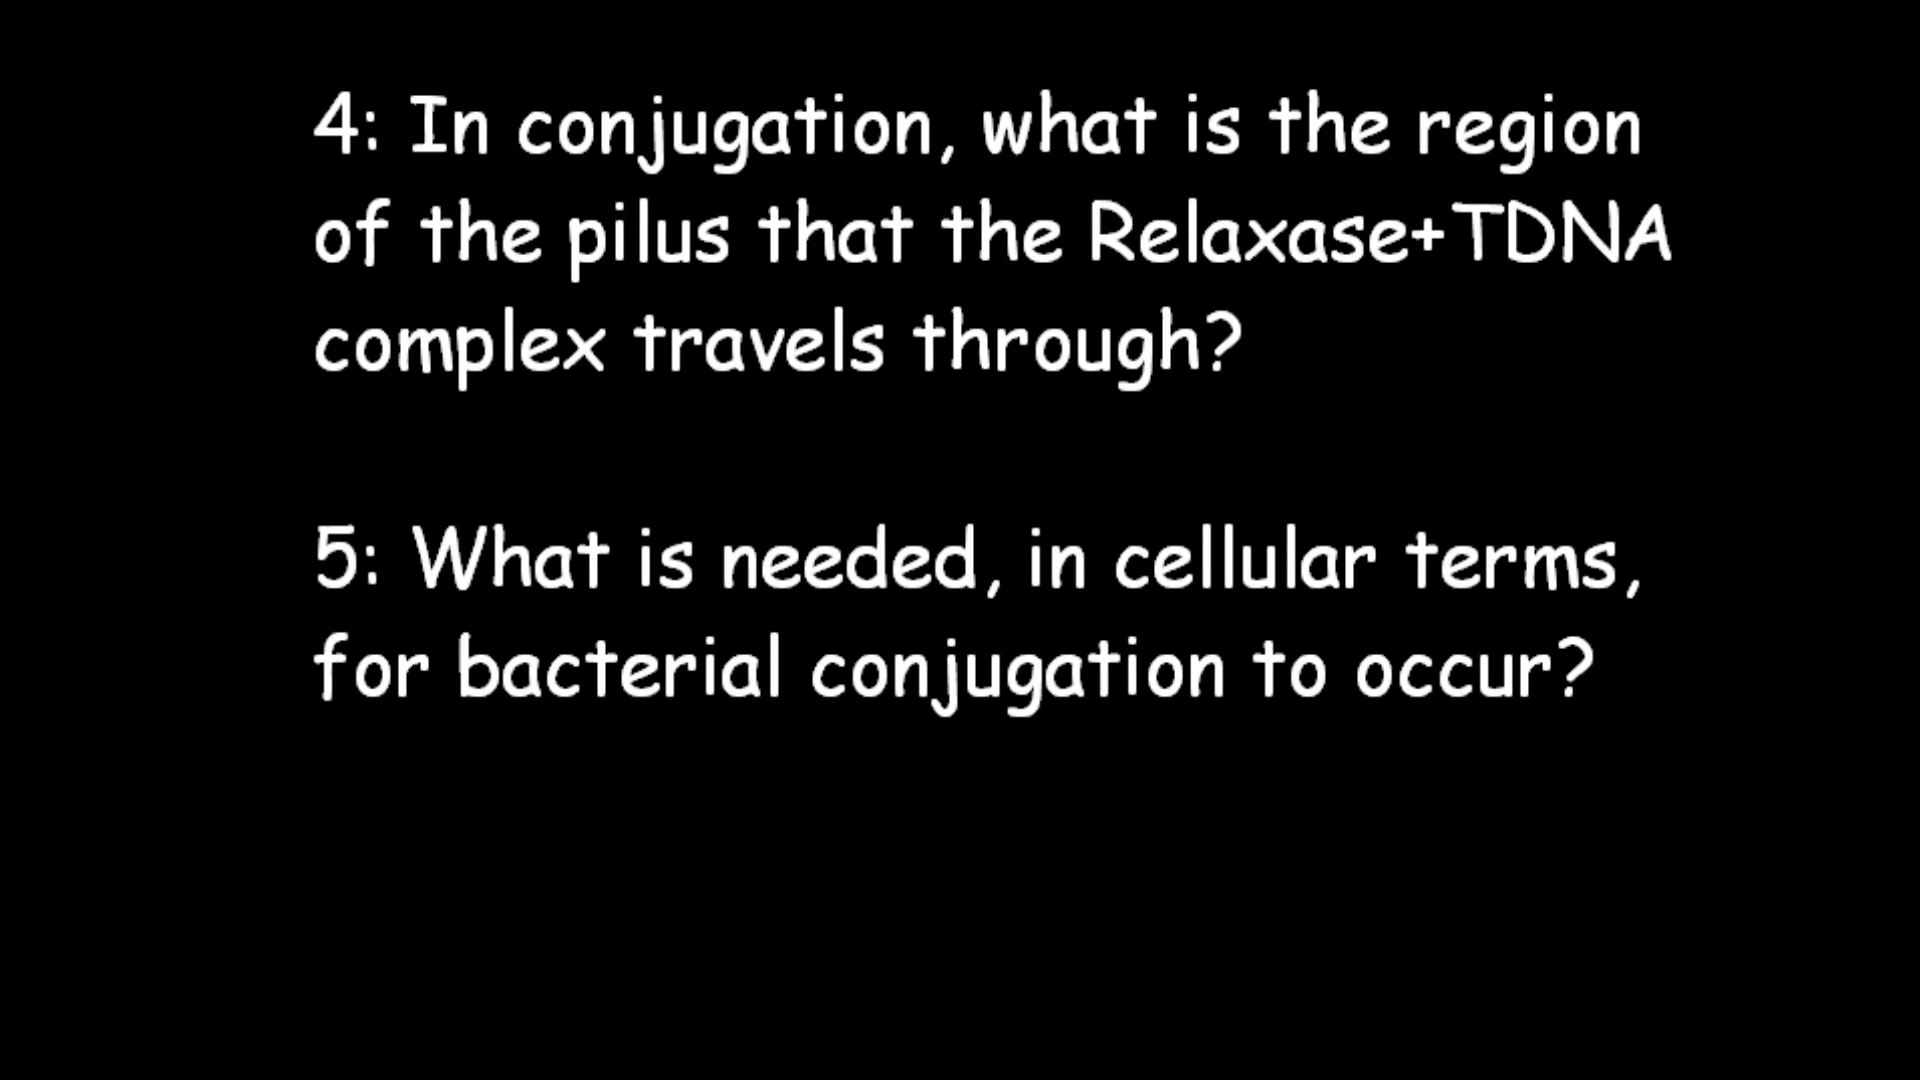 4: In conjugation, what is the region
of the pilus that the Relaxase+TDNA
complex travels through?
5: What is needed, in cellular terms,
for bacterial conjugation to occur?